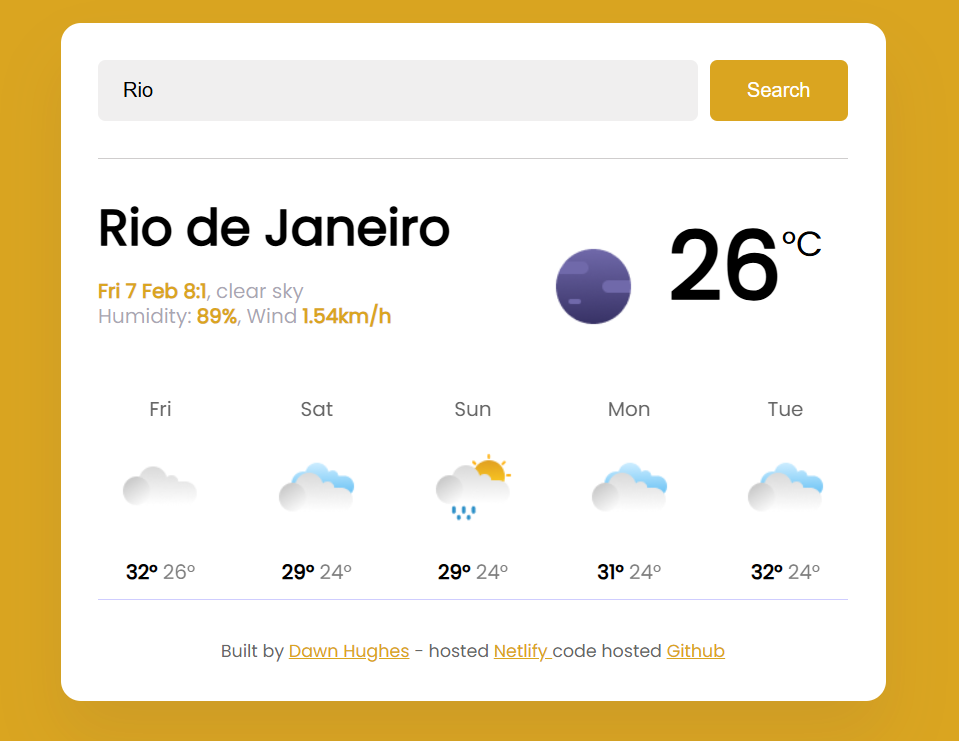 Rio
Search
Rio de Janeiro
Fri 7 Feb 8:1, clear sky
Humidity: 89%, Wind 1.54km/h
26
°C
Fri Sat Sun Mon Tue
32° 26° 29° 24° 29° 24° 31° 24° 32° 24°
Built by Dawn Hughes - hosted Netlify code hosted Github